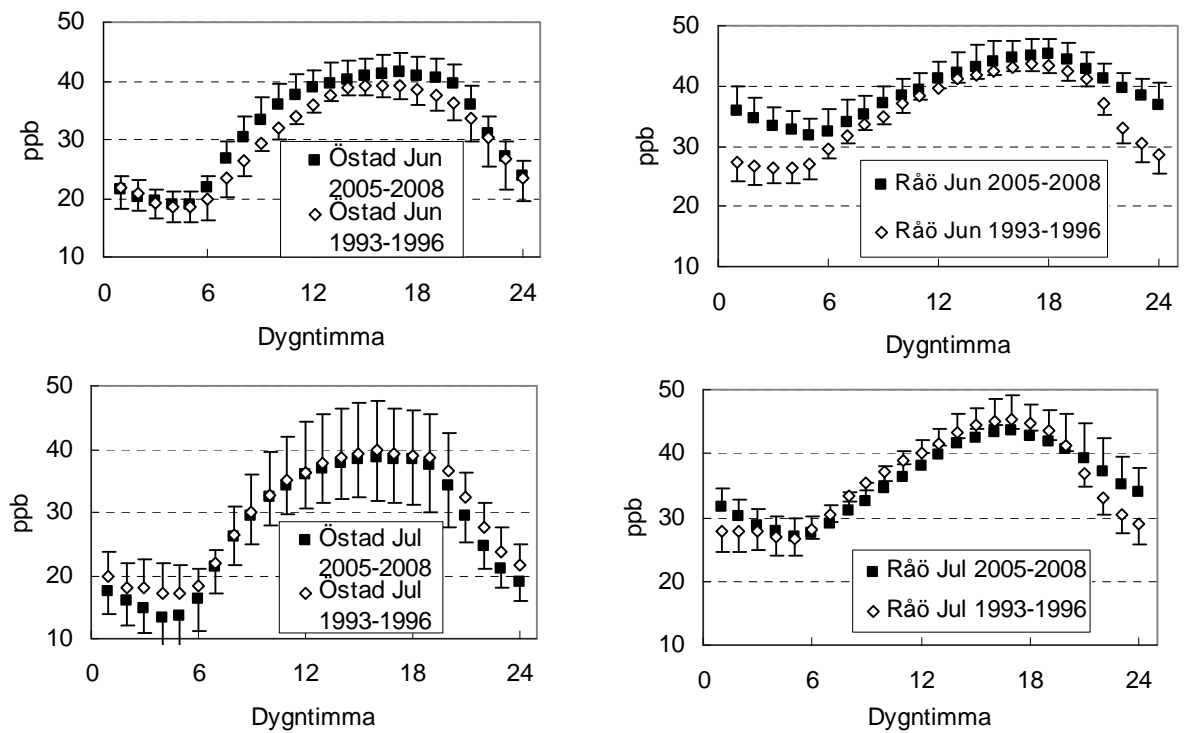 50
40
30
20
10
ppb
Östad Jun
2005-2008
Östad Jun
1993-1996
0 6 12 18 24
Dygntimma
50
40
30
20
10
ppb
Råö Jun 2005-2008
Råö Jun 1993-1996
0 6 12 18 24
Dygntimma
50
40
30
20
10
ppb
Östad Jul
2005-2008
Östad Jul
1993-1996
0 6 12 18 24
Dygntimma
50
40
30
20
10
ppb
Råö Jul 2005-2008
Råö Jul 1993-1996
0 6 12 18 24
Dygntimma